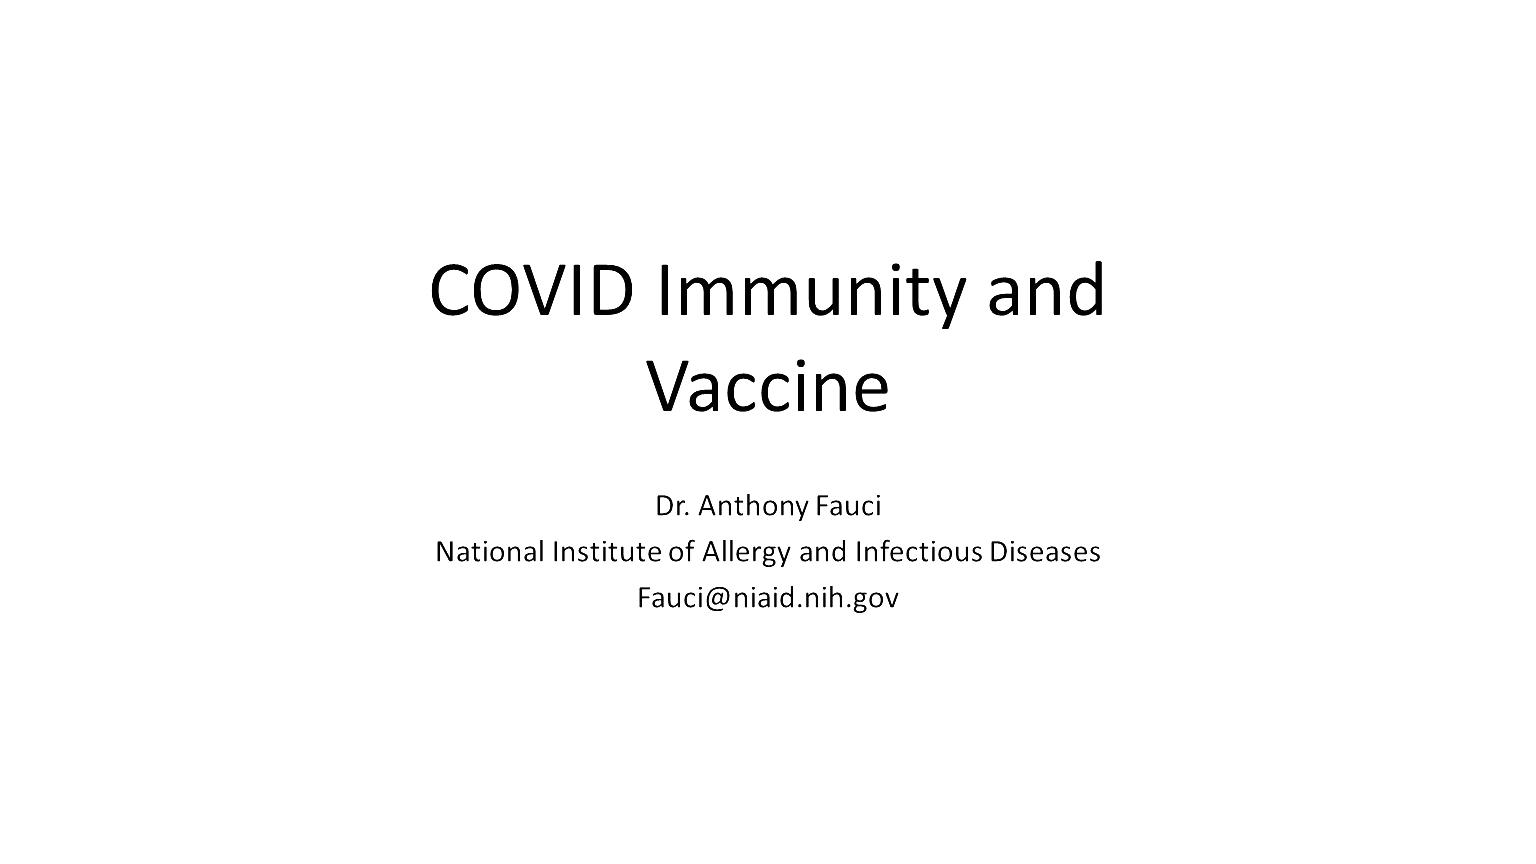 COVID Immunity and
Vaccine
Dr. Anthony Fauci
National Institute of Allergy and Infectious Diseases
Fauci@niaid.nih.gov